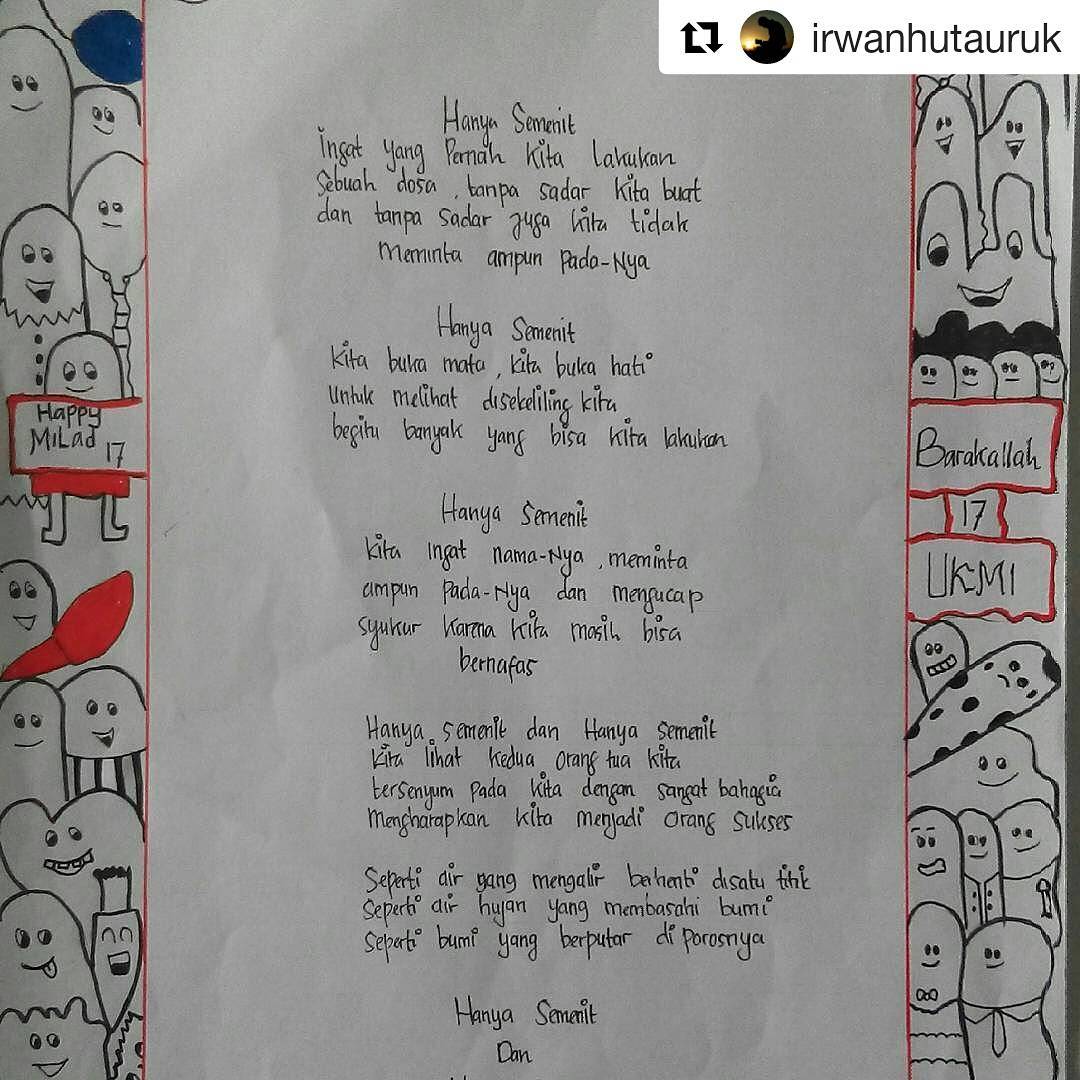 irwanhutauruk
Hanya Semenit
ingat yang Pernah kita lakukan
Sebuah dosa, tanpa sadar kita buat
dan tanpa sadar juga kita tidak
Meminta ampun Pada-Nya
Hanya Semenit
kita buka mata, kita buka hati
Untuk melihat disekeliling kita
begitu banyak yang bisa kita lakukan
Hanya Semenit
kita Ingat nama-Nya, meminta
ampun Pada-Nya dan mengucap
syukur karena kita masih bisa
bernafas
Hanya semenit dan Hanya semenit
kita lihat kedua orang tua kita
tersenyum pada kita dengan sangat bahagia
Mengharapkan kita menjadi orang sukses
Seperti air yang mengalir berhenti disatu titik
Seperti air hujan yang membasahi bumi
Seperti bumi yang berputar di porosnya
Hanya Semenit
Dan
Happy
Milad 17
Barakallah
17
UKMI